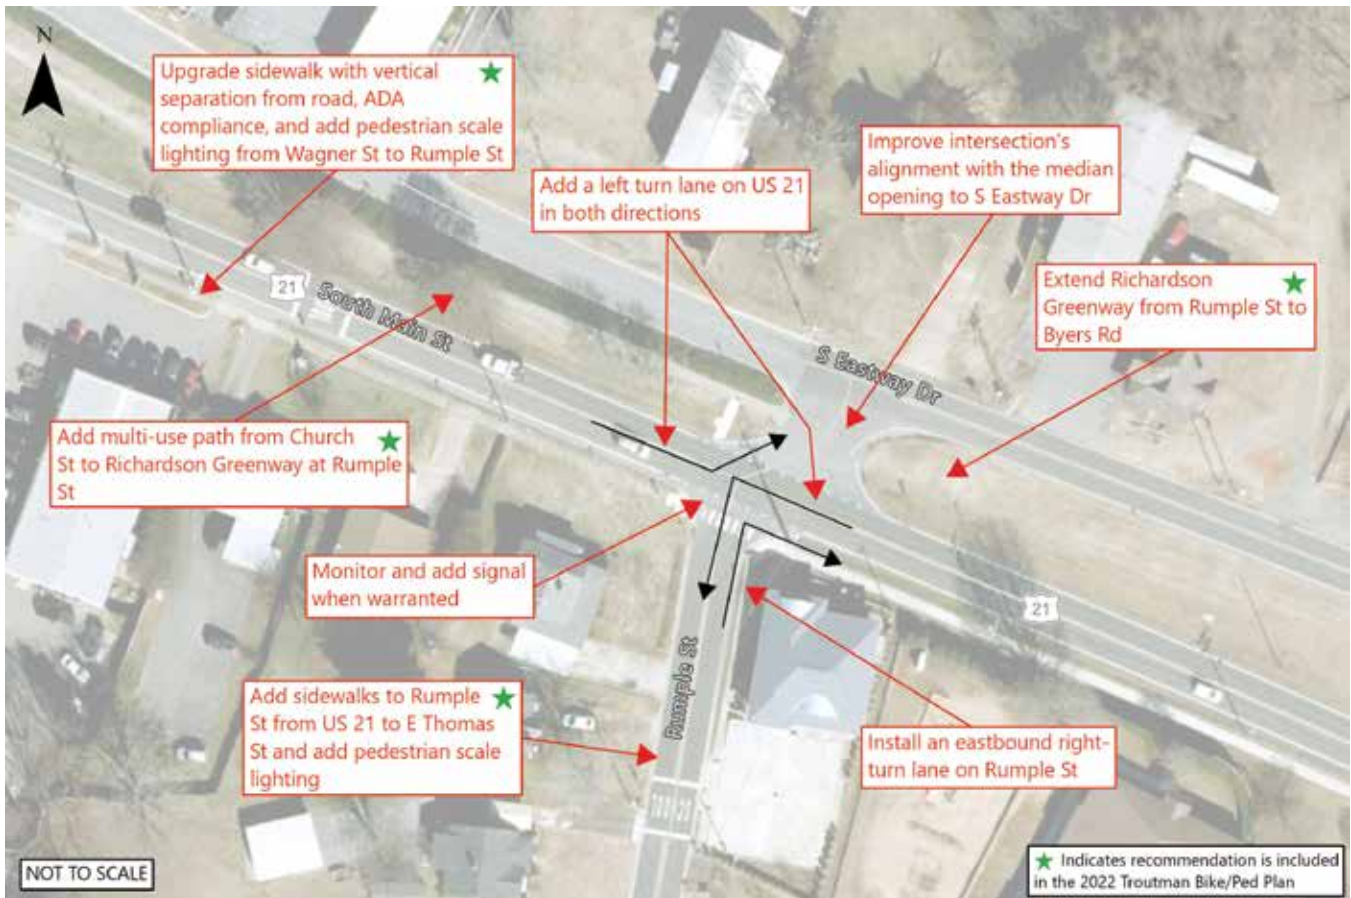 N
Upgrade sidewalk with vertical
separation from road, ADA
compliance, and add pedestrian scale
lighting from Wagner St to Rumple St
Improve intersection's
alignment with the median
opening to S Eastway Dr
Add a left turn lane on US 21
in both directions
Extend Richardson
Greenway from Rumple St to
Byers Rd
21
South Main St
S Eastway Dr
Add multi-use path from Church
St to Richardson Greenway at Rumple
St
Monitor and add signal
when warranted
21
Rumple St
Add sidewalks to Rumple
St from US 21 to E Thomas
St and add pedestrian scale
lighting
Install an eastbound right-
turn lane on Rumple St
NOT TO SCALE
Indicates recommendation is included
in the 2022 Troutman Bike/Ped Plan